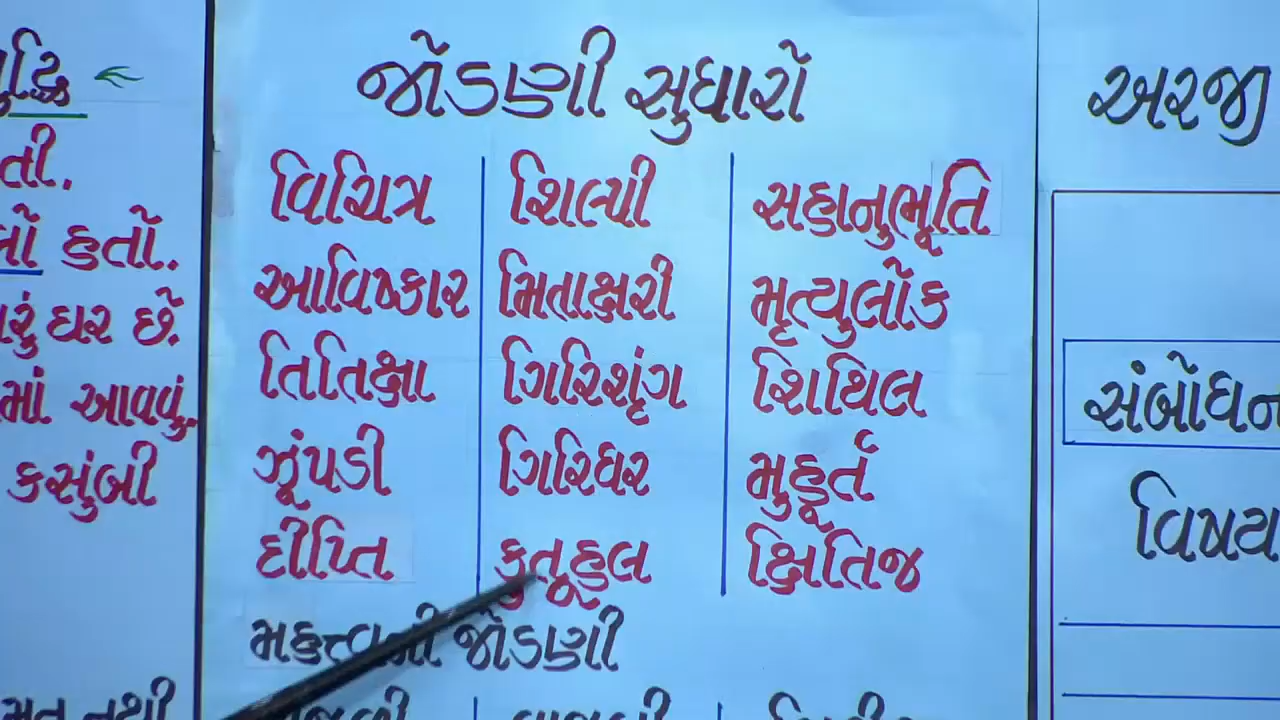 તી.
હતો.
ઘર છે.
માં આવવું.
કસુંબી
જોડણી સુધારો
વિચિત્ર શિલ્પી સહાનુભૂતિ
આવિષ્કાર મિતાક્ષરી મૃત્યુલોક
તિતિક્ષા ગિરિશૃંગ શિથિલ
ઝૂંપડી ગિરિધર મુહૂર્ત
દીપ્તિ કુતૂહલ ક્ષિતિજ
મહત્ત્વની જોડણી
અરજી
સંબોધન
વિષય